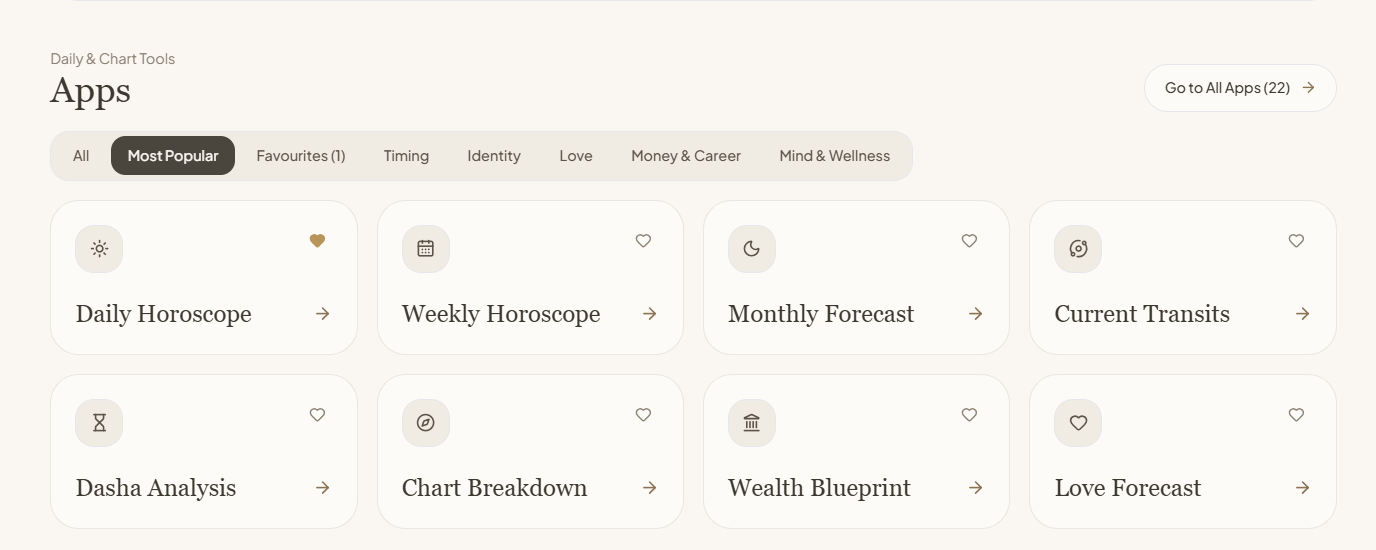 Daily & Chart Tools
Apps
Go to All Apps (22)
All
Most Popular
Favourites (1)
Timing
Identity
Love
Money & Career
Mind & Wellness
Daily Horoscope
Weekly Horoscope
Monthly Forecast
Current Transits
Dasha Analysis
Chart Breakdown
Wealth Blueprint
Love Forecast